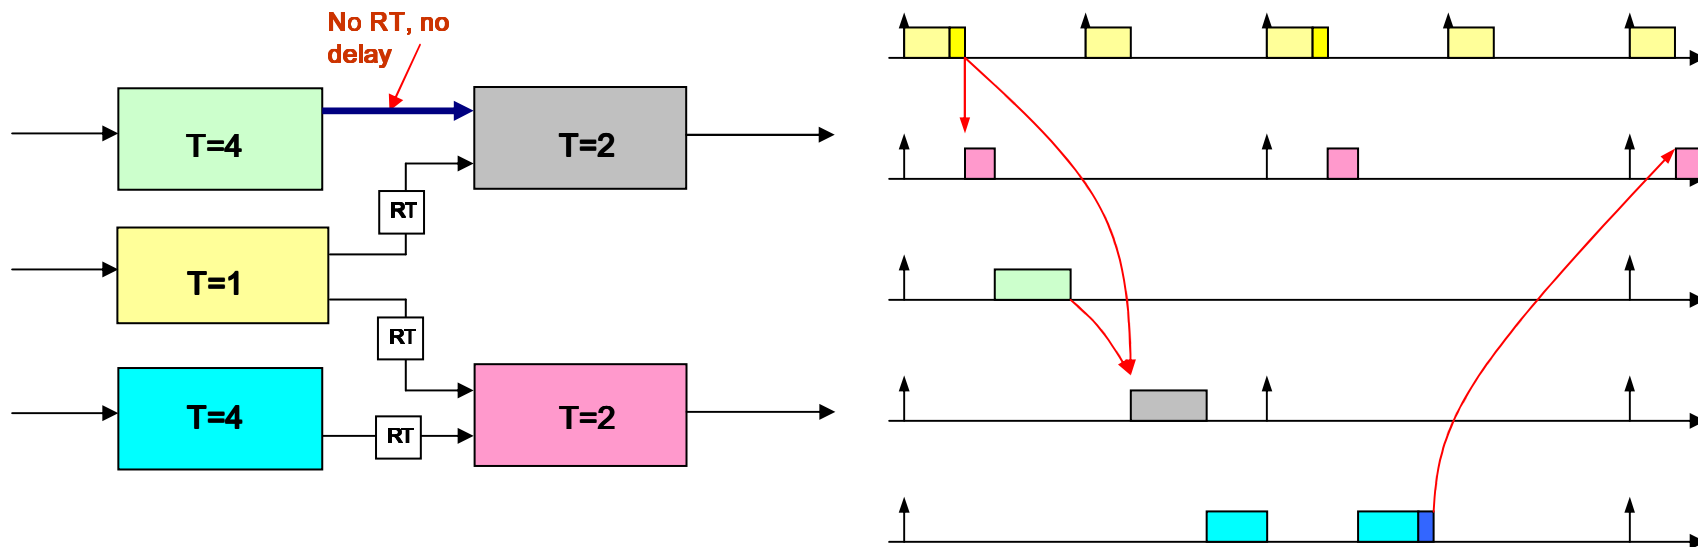 No RT, no
delay
T=4
T=2
RT
T=1
RT
T=4
RT
T=2